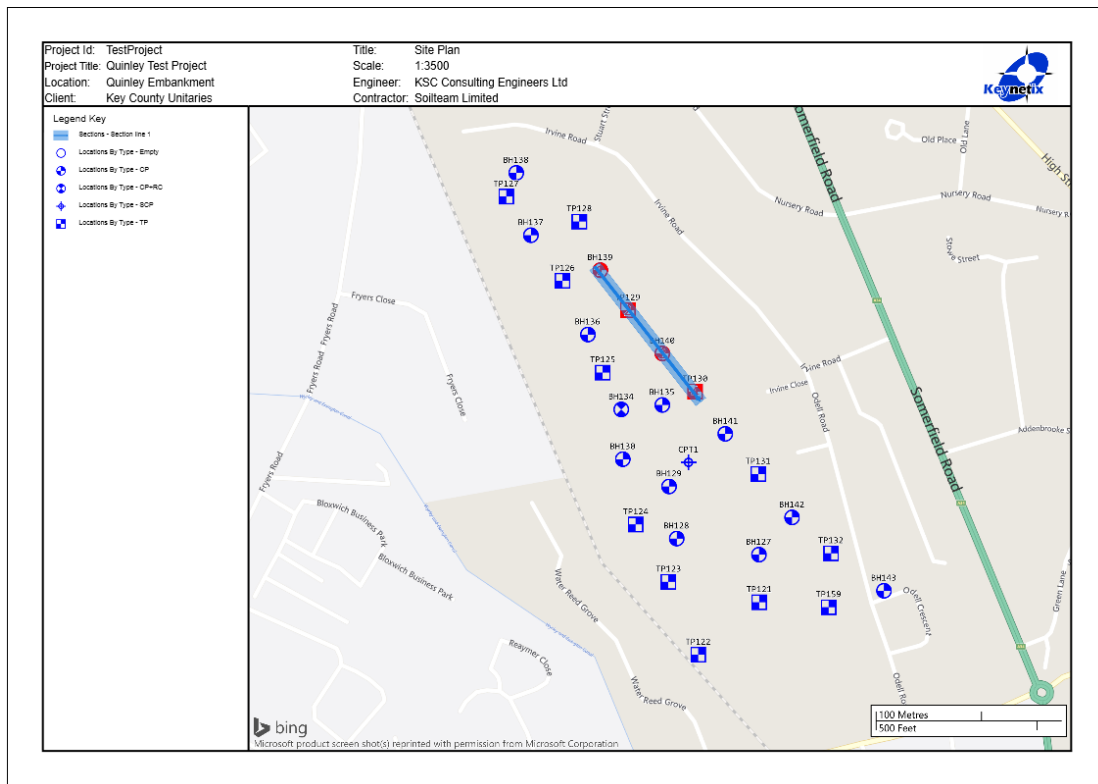 Project Id: TestProject
Project Title: Quinley Test Project
Location: Quinley Embankment
Client: Key County Unitaries
Title: Site Plan
Scale: 1:3500
Engineer: KSC Consulting Engineers Ltd
Contractor: Soilteam Limited
Keynetix
Legend Key
Sections - Section line 1
Locations By Type - Empty
Locations By Type - CP
Locations By Type - CP+RC
Locations By Type - SCP
Locations By Type - TP
Irvine Road
Stuart Str
Somerfield Road
Old Place
Old Lane
High St
Nursery Road
Nursery Road
Nursery R
Stowe Street
Irvine Road
BH138
TP127
TP128
BH137
BH139
TP126
TP129
Fryers Close
Fryers Road
Fryers Road
BH136
BH140
TP125
TP130
Irvine Road
Irvine Close
Fryers Close
BH134
BH135
BH141
Odell Road
Somerfield Road
Addenbrooke S
BH130
CPT1
TP131
BH129
Fryers Road
Bloxwich Business Park
Bloxwich Business Park
TP124
BH142
BH128
BH127
TP132
TP123
BH143
Water Reed Grove
TP121
TP159
Odell Crescent
Green Lane
TP122
Reaymer Close
Water Reed Grove
Odell Ro
bing
Microsoft product screen shot(s) reprinted with permission from Microsoft Corporation
100 Metres
500 Feet